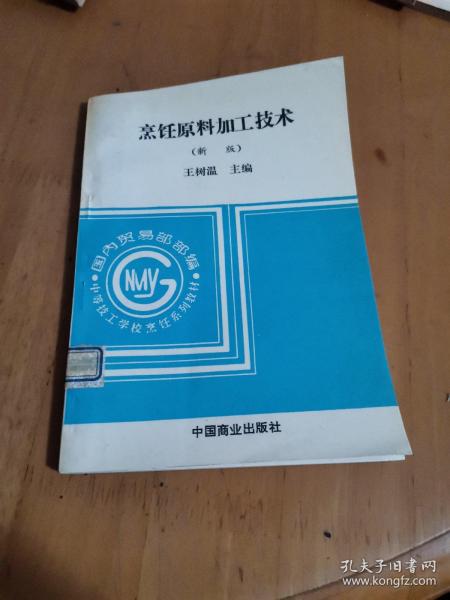 烹饪原料加工技术
（新 版）
王树温 主编
·国内贸易部部编·
中等技工学校烹饪系列教材
GNMY
中国商业出版社
孔夫子旧书网
www.kongfz.com